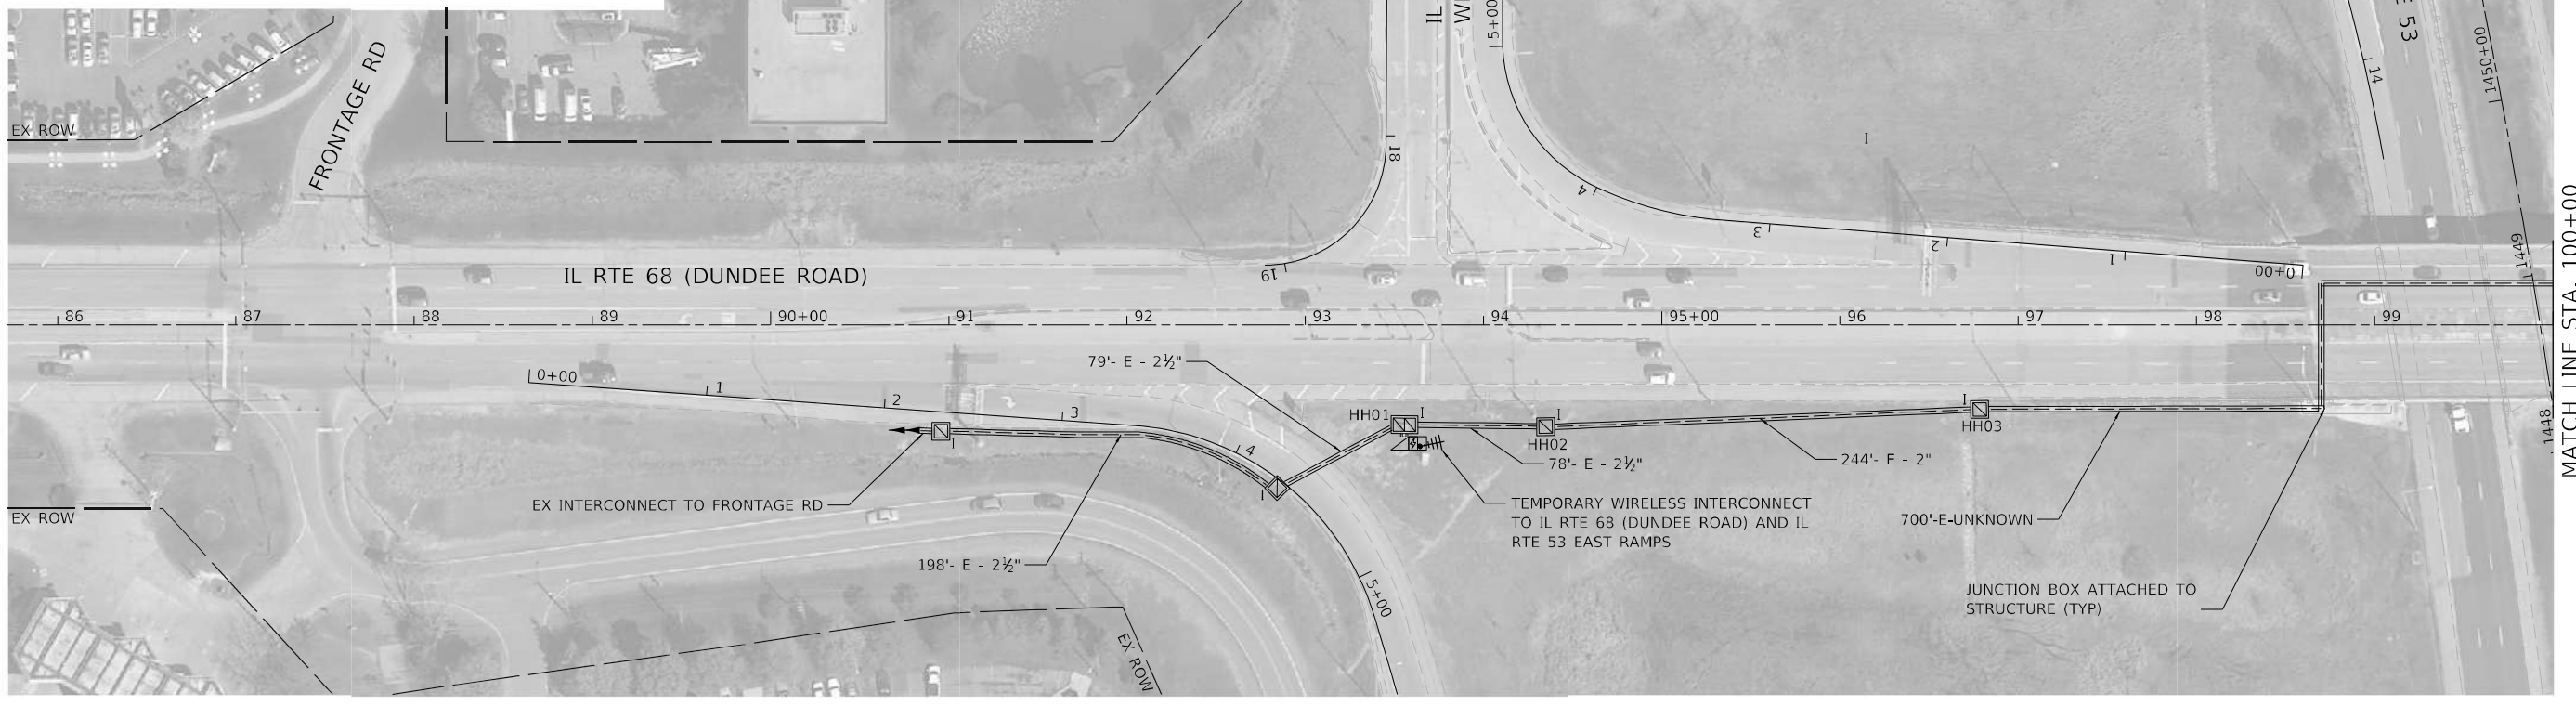 EX ROW
FRONTAGE RD
IL
5+00
E 53
14
1450+00
18
I
4
3
2
1
0+00
19
1449
IL RTE 68 (DUNDEE ROAD)
86
87
88
89
90+00
91
92
93
94
95+00
96
97
98
99
MATCH LINE STA. 100+00
0+00
1
2
3
4
5+00
79'- E - 2½"
HH01
I
I
HH02
I
HH03
I
I
1448
78'- E - 2½"
244'- E - 2"
EX INTERCONNECT TO FRONTAGE RD
198'- E - 2½"
TEMPORARY WIRELESS INTERCONNECT
TO IL RTE 68 (DUNDEE ROAD) AND IL
RTE 53 EAST RAMPS
700'-E-UNKNOWN
JUNCTION BOX ATTACHED TO
STRUCTURE (TYP)
EX ROW
EX ROW